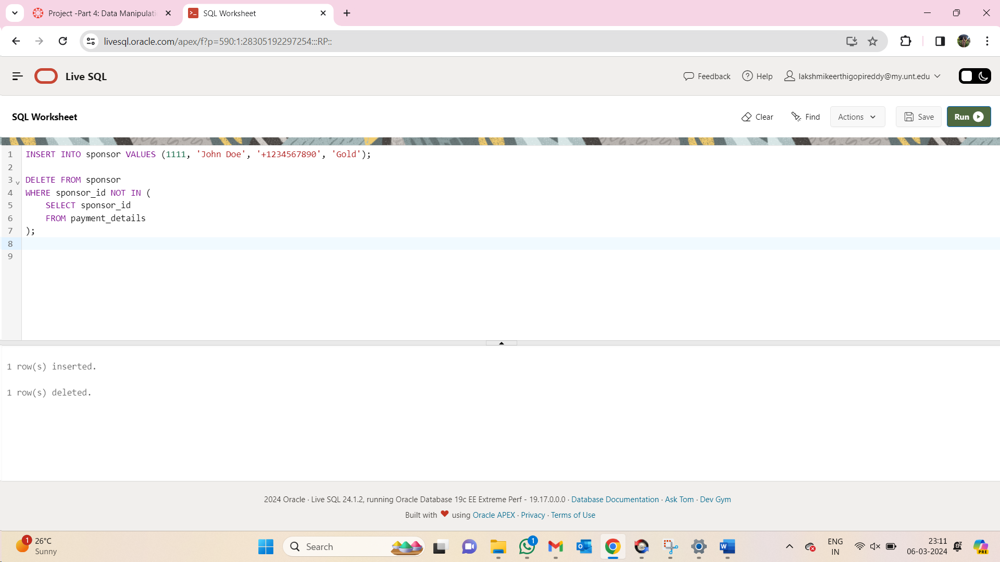 Project -Part 4: Data Manipulati
SQL Worksheet
livesql.oracle.com/apex/f?p=590:1:28305192297254:::RP::
Live SQL
Feedback
Help
lakshmikeerthigopireddy@my.unt.edu
SQL Worksheet
Clear
Find
Actions
Save
Run
1 INSERT INTO sponsor VALUES (1111, 'John Doe', '+1234567890', 'Gold');
2
3 DELETE FROM sponsor
4 WHERE sponsor_id NOT IN (
5 SELECT sponsor_id
6 FROM payment_details
7 );
8
9
1 row(s) inserted.
1 row(s) deleted.
2024 Oracle · Live SQL 24.1.2, running Oracle Database 19c EE Extreme Perf - 19.17.0.0.0 · Database Documentation · Ask Tom · Dev Gym
Built with ❤ using Oracle APEX · Privacy · Terms of Use
1
26°C
Sunny
Search
1
ENG
IN
23:11
06-03-2024
PRE